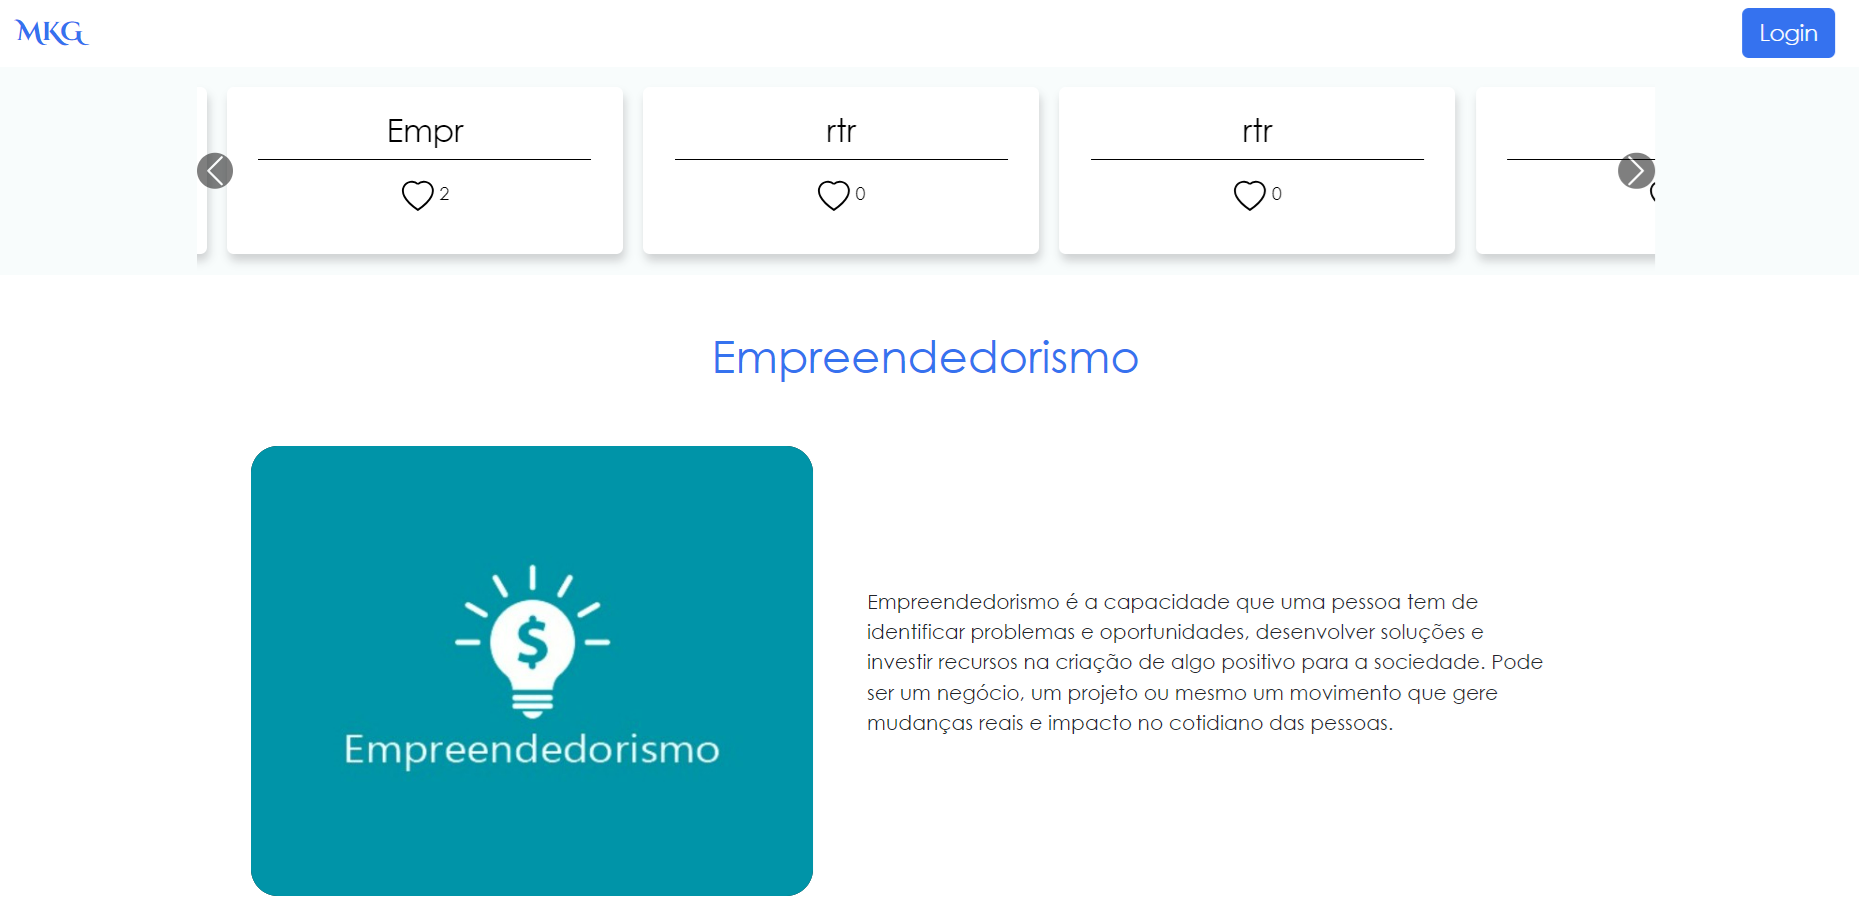 MKG
Login
Empr
rtr
rtr
2
0
0
Empreendedorismo
$
Empreendedorismo
Empreendedorismo é a capacidade que uma pessoa tem de
identificar problemas e oportunidades, desenvolver soluções e
investir recursos na criação de algo positivo para a sociedade. Pode
ser um negócio, um projeto ou mesmo um movimento que gere
mudanças reais e impacto no cotidiano das pessoas.